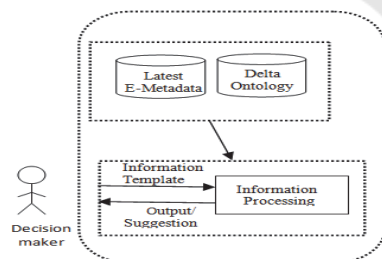 Latest
E-Metadata
Delta
Ontology
Information
Template
Information
Processing
Output/
Suggestion
Decision
maker